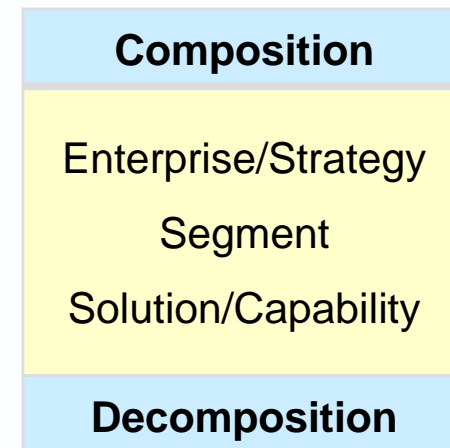 Composition
Enterprise/Strategy
Segment
Solution/Capability
Decomposition